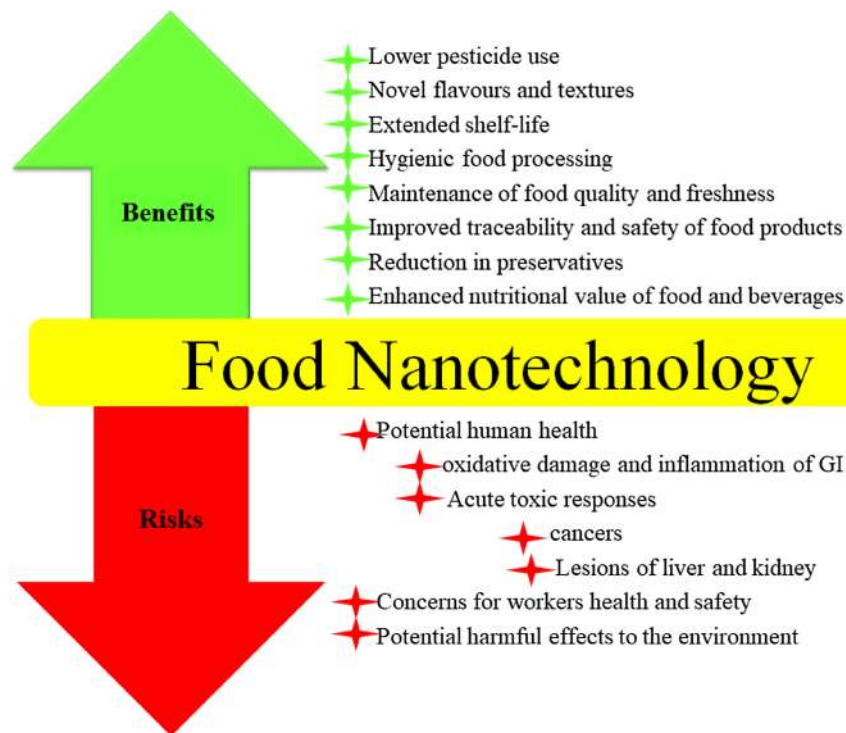 Lower pesticide use
Novel flavours and textures
Extended shelf-life
Hygienic food processing
Maintenance of food quality and freshness
Benefits
Improved traceability and safety of food products
Reduction in preservatives
Enhanced nutritional value of food and beverages
Food Nanotechnology
Potential human health
oxidative damage and inflammation of GI
Acute toxic responses
Risks
cancers
Lesions of liver and kidney
Concerns for workers health and safety
Potential harmful effects to the environment